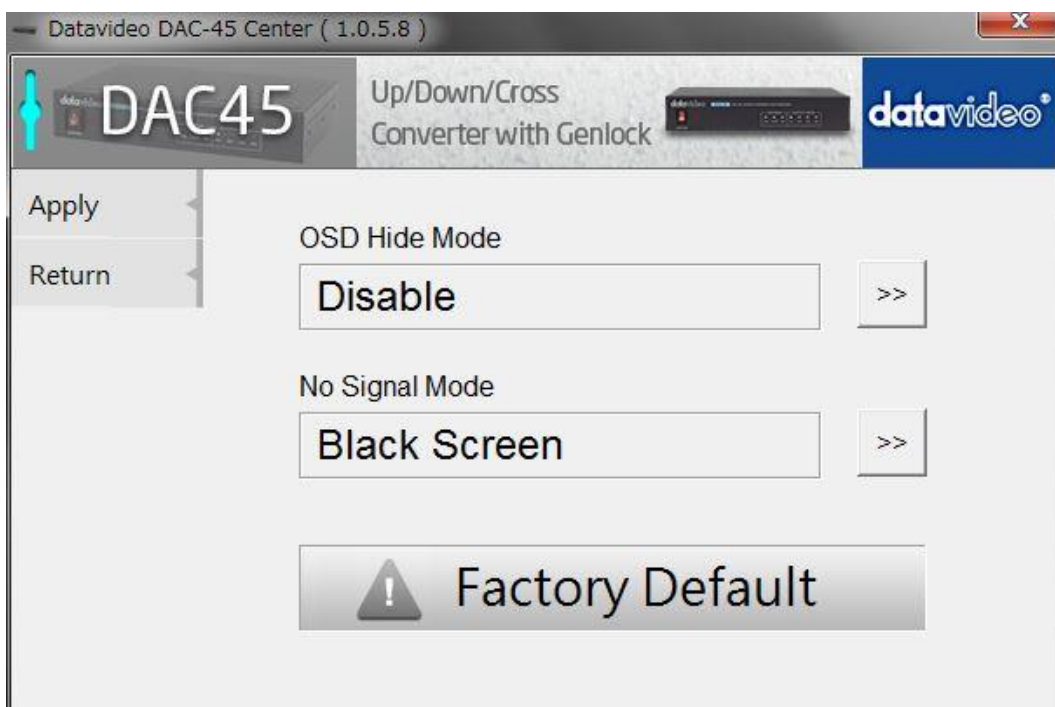 Datavideo DAC-45 Center ( 1.0.5.8 )
X
DAC45
Up/Down/Cross
Converter with Genlock
datavideo®
Apply
Return
OSD Hide Mode
Disable
>>
No Signal Mode
Black Screen
>>
Factory Default